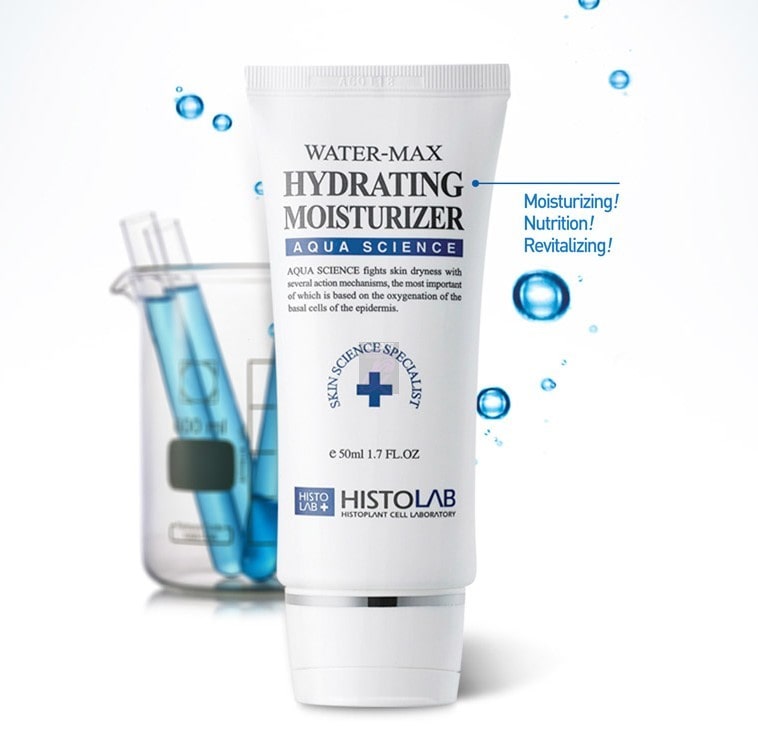 WATER-MAX
HYDRATING
MOISTURIZER
AQUA SCIENCE
AQUA SCIENCE fights skin dryness with
several action mechanisms, the most important
of which is based on the oxygenation of the
basal cells of the epidermis.
SKIN SCIENCE SPECIALIST
e 50ml 1.7 FL.OZ
HISTO
LAB +
HISTOLAB
HISTOPLANT CELL LABORATORY
Moisturizing!
Nutrition!
Revitalizing!